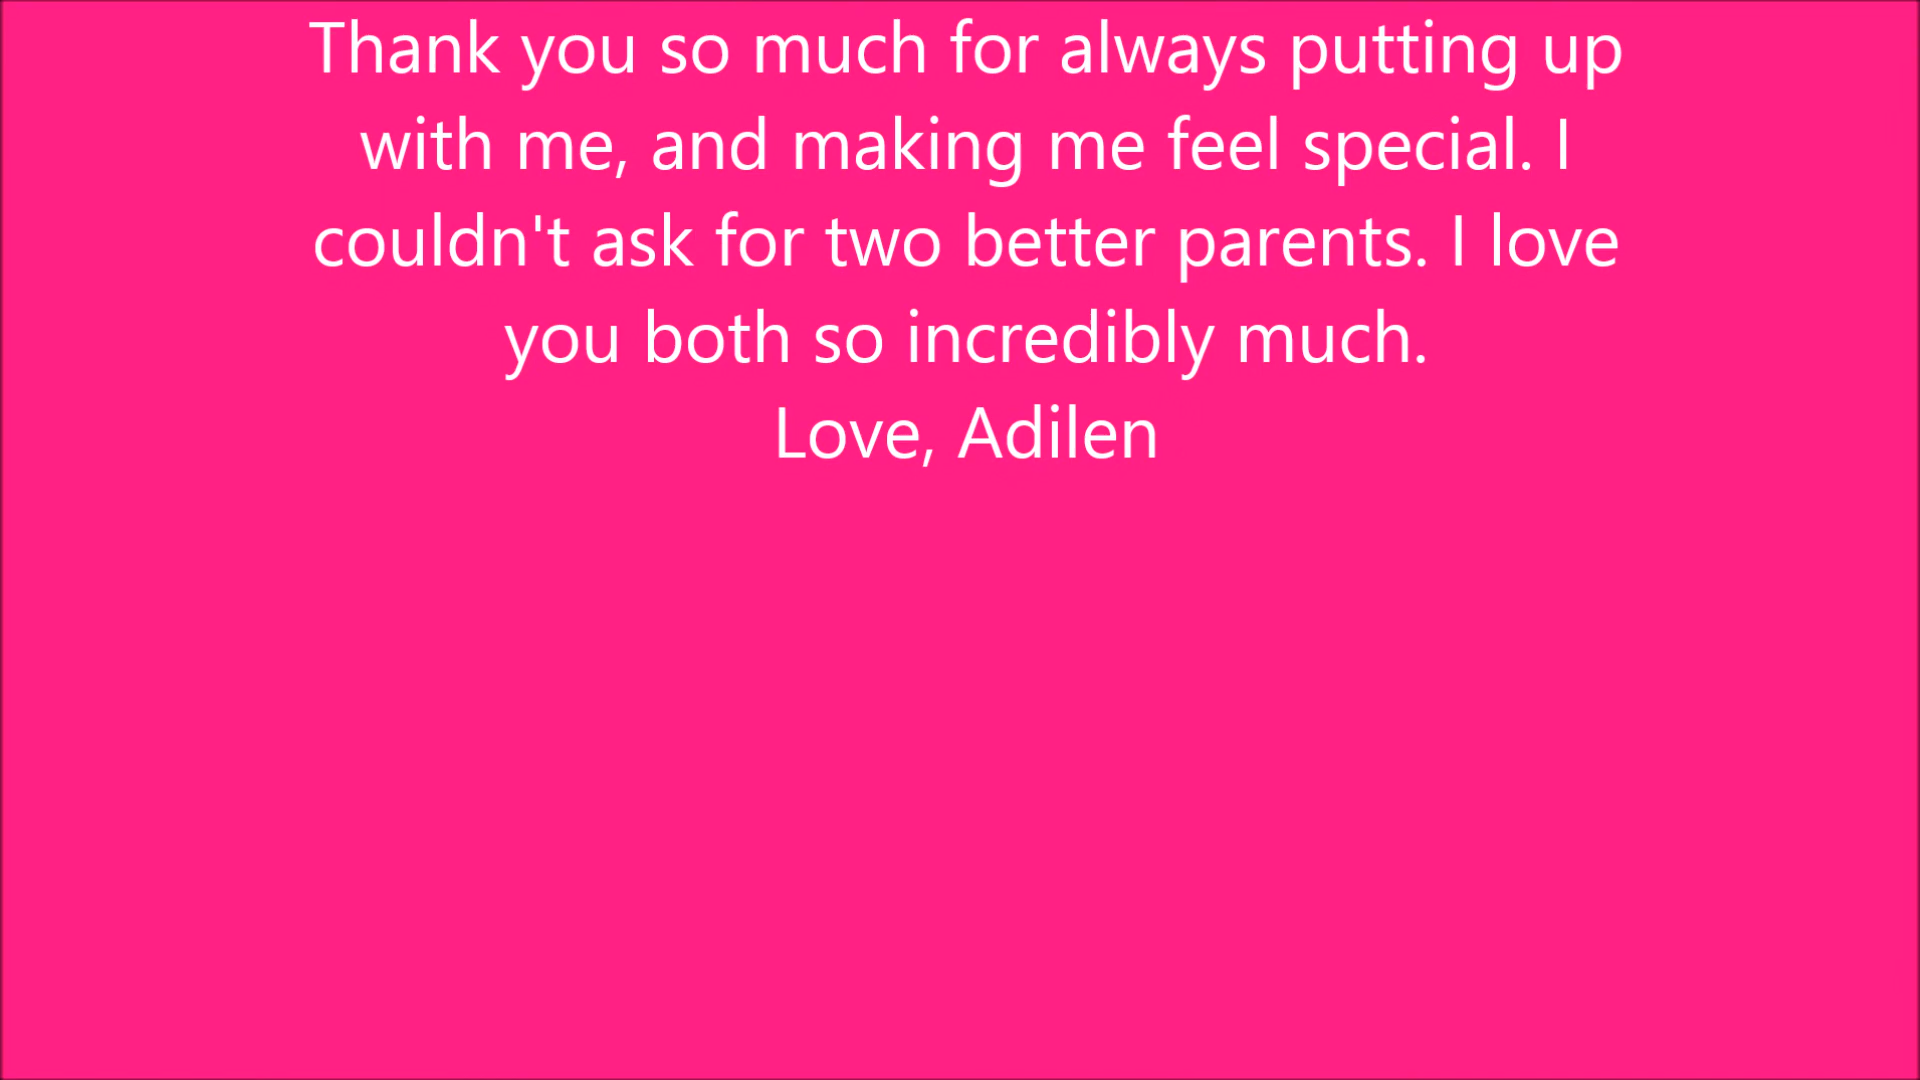 Thank you so much for always putting up
with me, and making me feel special. I
couldn't ask for two better parents. I love
you both so incredibly much.
Love, Adilen